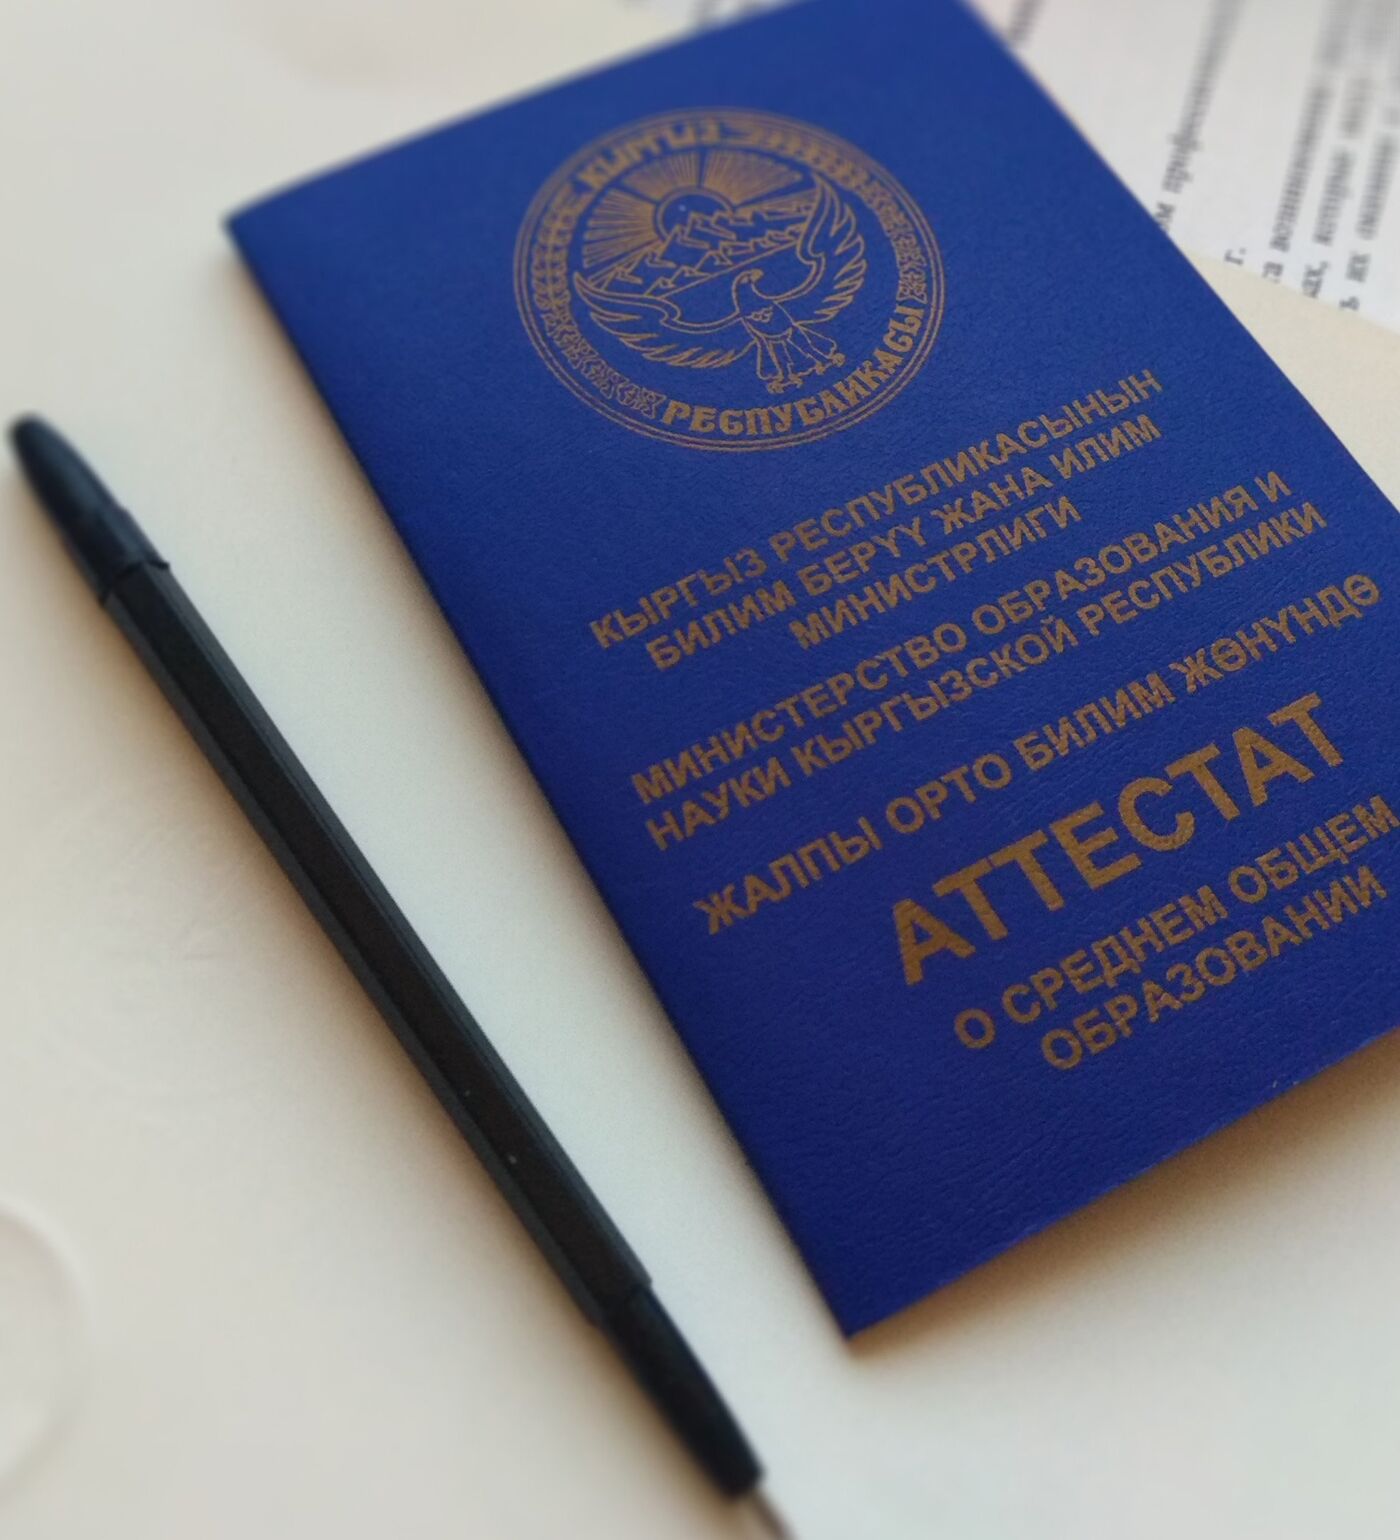 КЫРГЫЗ
РЕСПУБЛИКАСЫ
КЫРГЫЗ РЕСПУБЛИКАСЫНЫН
БИЛИМ БЕРҮҮ ЖАНА ИЛИМ
МИНИСТРЛИГИ
МИНИСТЕРСТВО ОБРАЗОВАНИЯ И
НАУКИ КЫРГЫЗСКОЙ РЕСПУБЛИКИ
ЖАЛПЫ ОРТО БИЛИМ ЖӨНҮНДӨ
АТТЕСТАТ
О СРЕДНЕМ ОБЩЕМ
ОБРАЗОВАНИИ
г.